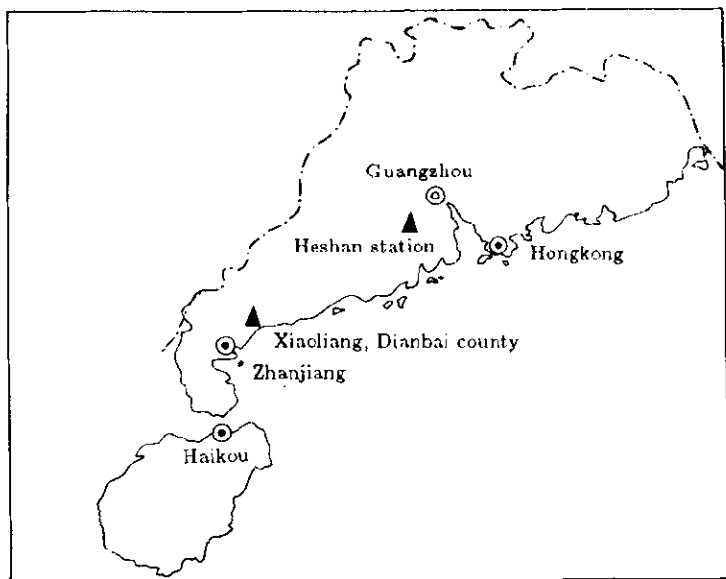 Guangzhou
Heshan station
Hongkong
Xiaoliang, Dianbai county
Zhanjiang
Haikou